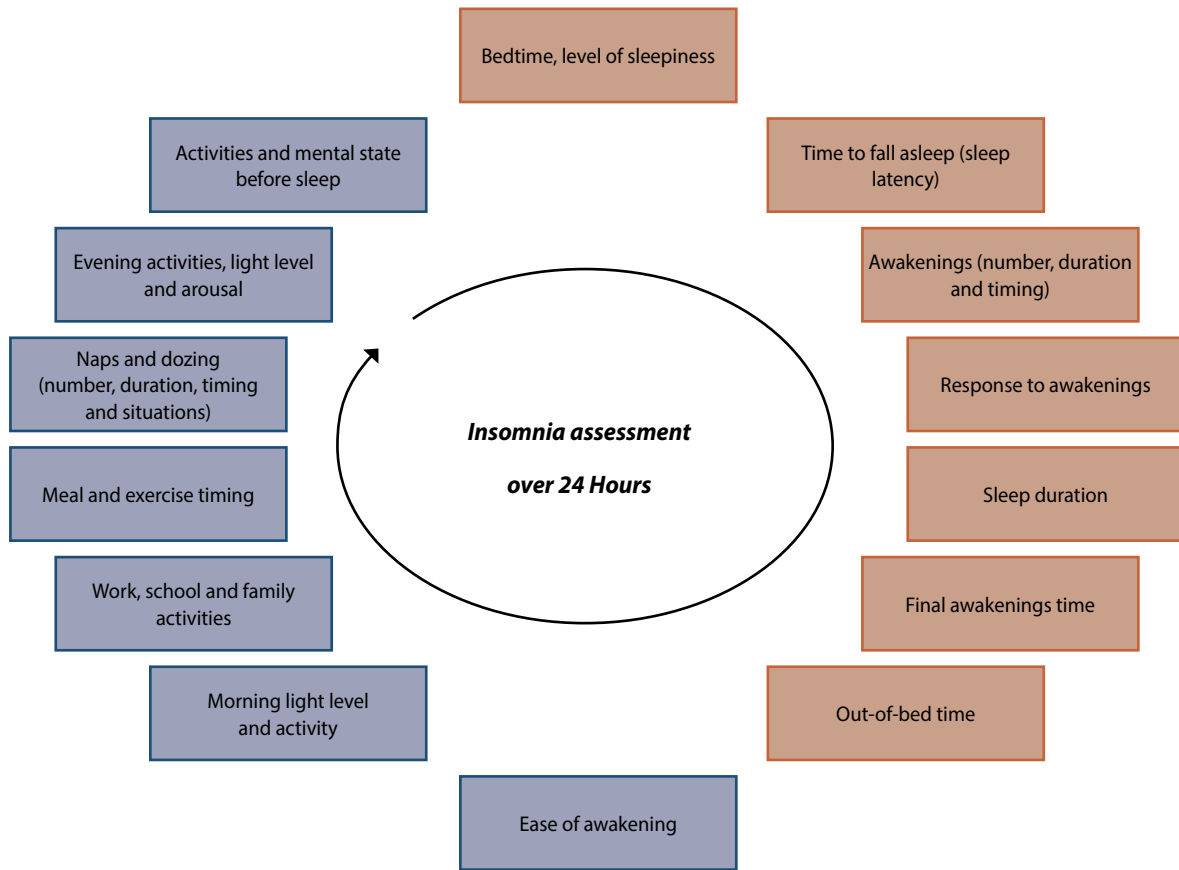 Bedtime, level of sleepiness
Activities and mental state
before sleep
Time to fall asleep (sleep
latency)
Evening activities, light level
and arousal
Awakenings (number, duration
and timing)
Naps and dozing
(number, duration, timing
and situations)
Response to awakenings
Insomnia assessment
over 24 Hours
Meal and exercise timing
Sleep duration
Work, school and family
activities
Final awakenings time
Morning light level
and activity
Out-of-bed time
Ease of awakening